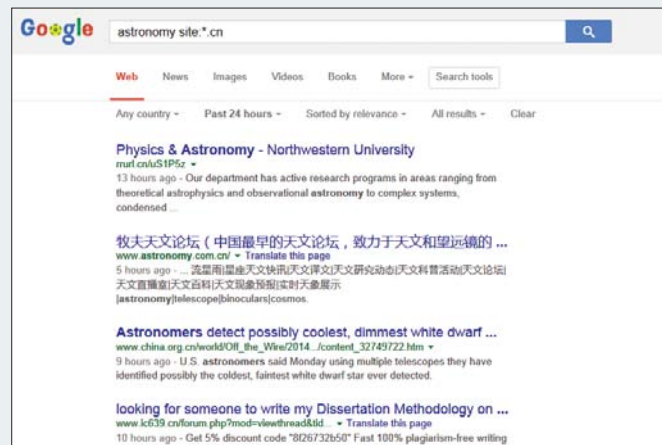 Google
astronomy site:*.cn
Web News Images Videos Books More Search tools
Any country Past 24 hours Sorted by relevance All results Clear
Physics & Astronomy - Northwestern University
rrurl.cn/uS1P5z
13 hours ago - Our department has active research programs in areas ranging from
theoretical astrophysics and observational astronomy to complex systems,
condensed ...
牧夫天文论坛（中国最早的天文论坛，致力于天文和望远镜的 ...
www.astronomy.com.cn/ Translate this page
5 hours ago - ... 流星雨|星座天文快讯|天文译文|天文研究动态|天文科普活动|天文论坛|
天文直播室|天文百科|天文现象预报|实时天象展示
|astronomy|telescope|binoculars|cosmos.
Astronomers detect possibly coolest, dimmest white dwarf ...
www.china.org.cn/world/Off_the_Wire/2014.../content_32749722.htm
9 hours ago - U.S. astronomers said Monday using multiple telescopes they have
identified possibly the coldest, faintest white dwarf star ever detected.
looking for someone to write my Dissertation Methodology on ...
www.lc639.cn/forum.php?mod=viewthread&tid... Translate this page
10 hours ago - Get 5% discount code "8f26732b50" Fast 100% plagiarism-free writing